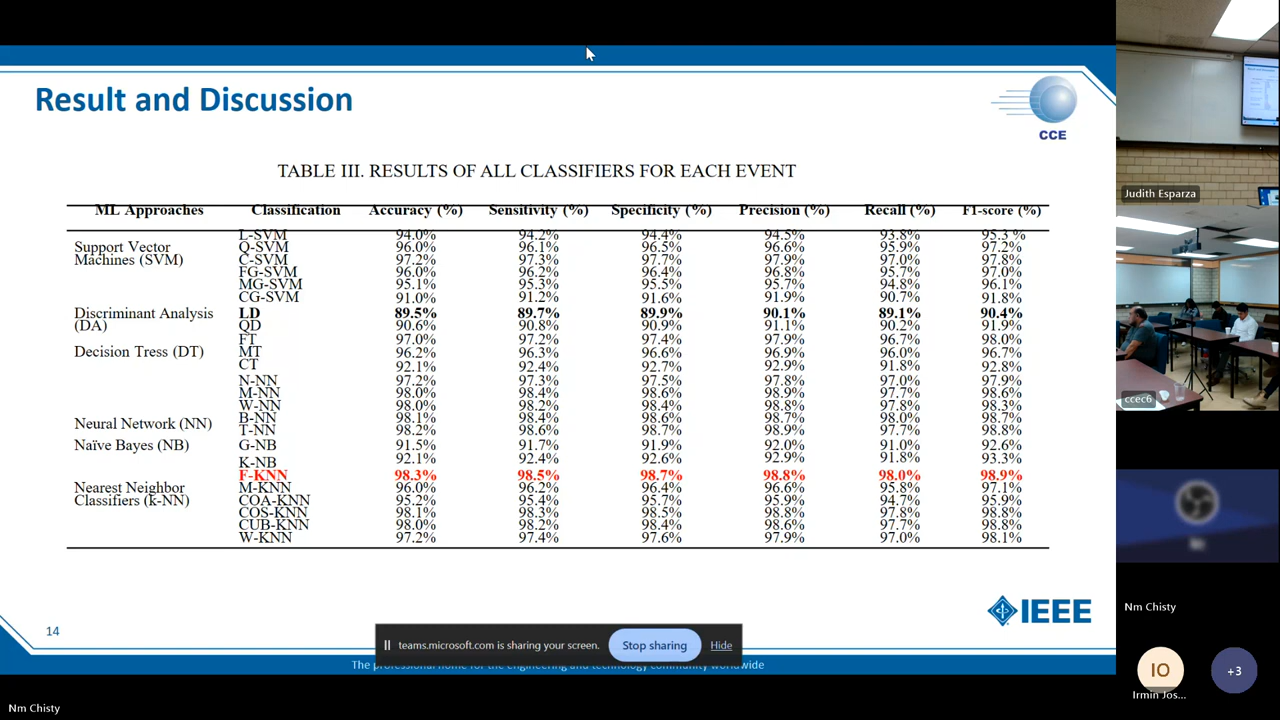 Result and Discussion
CCE
TABLE III. RESULTS OF ALL CLASSIFIERS FOR EACH EVENT
ML Approaches Classification Accuracy (%) Sensitivity (%) Specificity (%) Precision (%) Recall (%) F1-score (%)
L-SVM 94.0% 94.2% 94.4% 94.5% 93.8% 95.3 %
Support Vector Q-SVM 96.0% 96.1% 96.5% 96.6% 95.9% 97.2%
Machines (SVM) C-SVM 97.2% 97.3% 97.7% 97.9% 97.0% 97.8%
FG-SVM 96.0% 96.2% 96.4% 96.8% 95.7% 97.0%
MG-SVM 95.1% 95.3% 95.5% 95.7% 94.8% 96.1%
CG-SVM 91.0% 91.2% 91.6% 91.9% 90.7% 91.8%
Discriminant Analysis LD 89.5% 89.7% 89.9% 90.1% 89.1% 90.4%
(DA) QD 90.6% 90.8% 90.9% 91.1% 90.2% 91.9%
FT 97.0% 97.2% 97.4% 97.9% 96.7% 98.0%
Decision Tress (DT) MT 96.2% 96.3% 96.6% 96.9% 96.0% 96.7%
CT 92.1% 92.4% 92.7% 92.9% 91.8% 92.8%
N-NN 97.2% 97.3% 97.5% 97.8% 97.0% 97.9%
M-NN 98.0% 98.4% 98.6% 98.9% 97.7% 98.6%
W-NN 98.0% 98.2% 98.4% 98.8% 97.8% 98.3%
B-NN 98.1% 98.4% 98.6% 98.7% 98.0% 98.7%
Neural Network (NN) T-NN 98.2% 98.6% 98.7% 98.9% 97.7% 98.8%
Naïve Bayes (NB) G-NB 91.5% 91.7% 91.9% 92.0% 91.0% 92.6%
K-NB 92.1% 92.4% 92.6% 92.9% 91.8% 93.3%
F-KNN 98.3% 98.5% 98.7% 98.8% 98.0% 98.9%
Nearest Neighbor M-KNN 96.0% 96.2% 96.4% 96.6% 95.8% 97.1%
Classifiers (k-NN) COA-KNN 95.2% 95.4% 95.7% 95.9% 94.7% 95.9%
COS-KNN 98.1% 98.3% 98.5% 98.8% 97.8% 98.8%
CUB-KNN 98.0% 98.2% 98.4% 98.6% 97.7% 98.8%
W-KNN 97.2% 97.4% 97.6% 97.9% 97.0% 98.1%
IEEE
14
teams.microsoft.com is sharing your screen. Stop sharing Hide
The professional home for the engineering and technology community worldwide
Nm Chisty
Judith Esparza
ccec6
Nm Chisty
IO
Irmin Jos...
+3